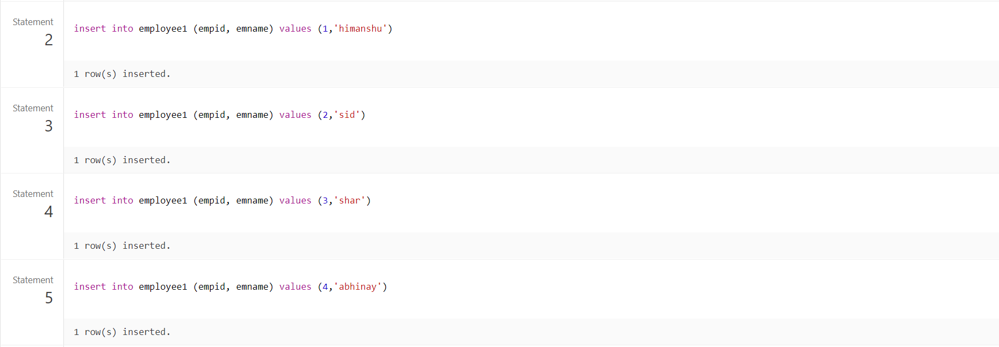 Statement
2
insert into employee1 (empid, emname) values (1,'himanshu')
1 row(s) inserted.
Statement
3
insert into employee1 (empid, emname) values (2,'sid')
1 row(s) inserted.
Statement
4
insert into employee1 (empid, emname) values (3,'shar')
1 row(s) inserted.
Statement
5
insert into employee1 (empid, emname) values (4,'abhinay')
1 row(s) inserted.